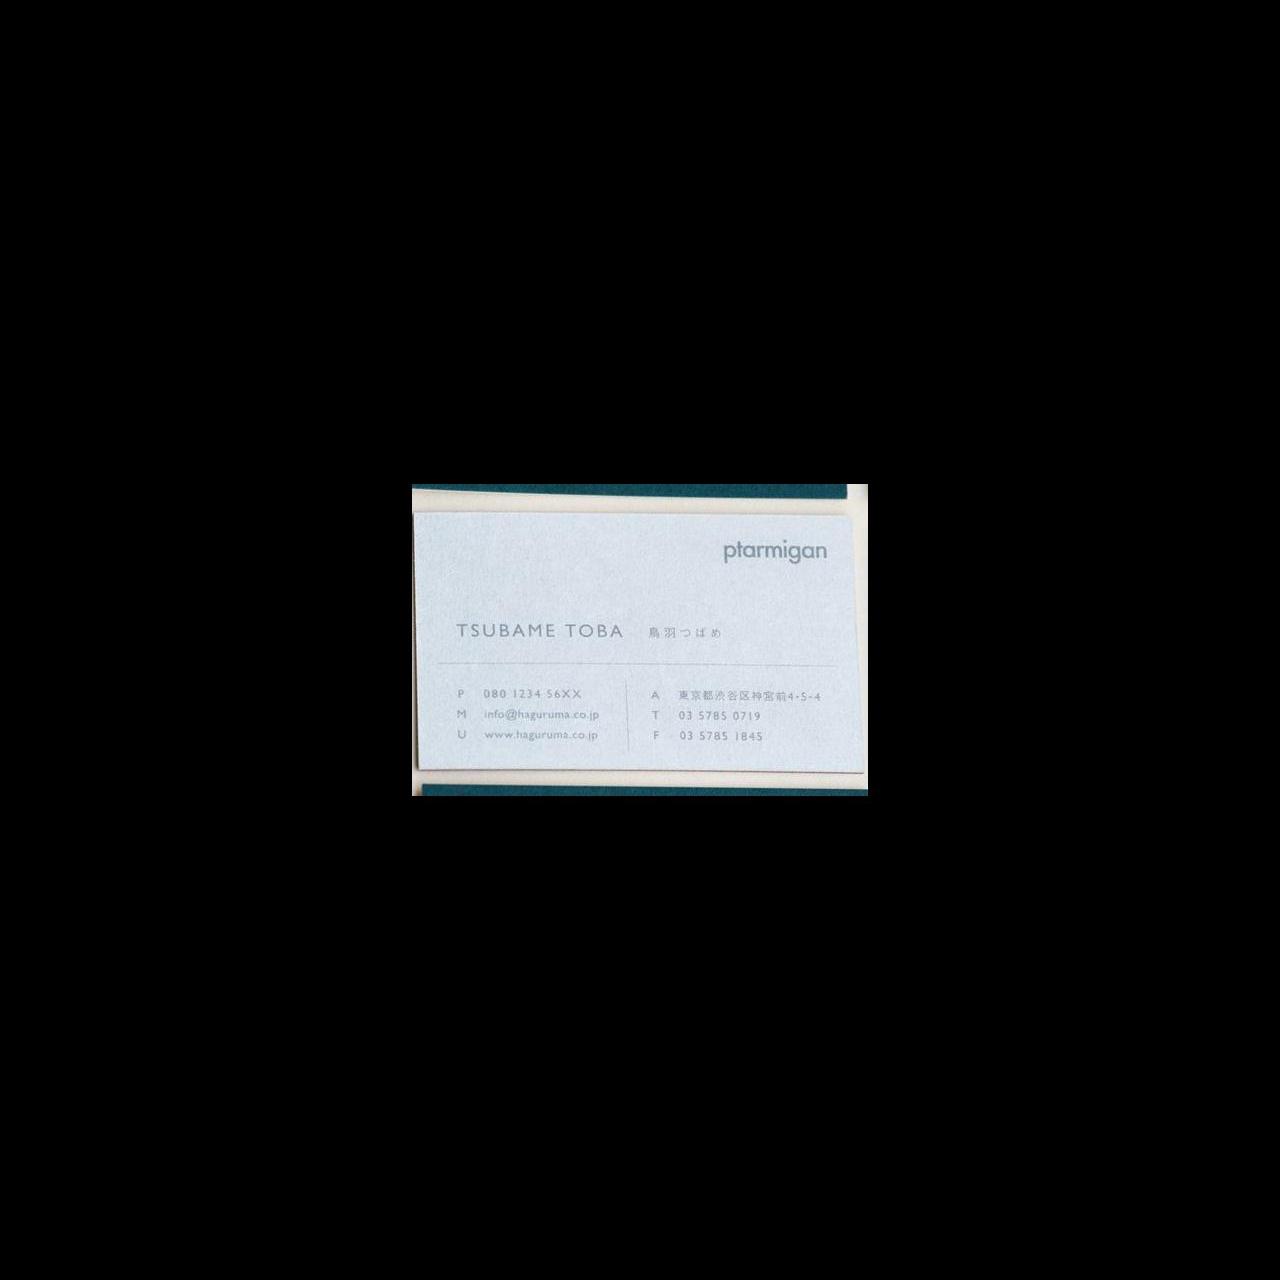 ptarmigan
TSUBAME TOBA 鳥羽つばめ
P 080 1234 56XX
M info@haguruma.co.jp
U www.haguruma.co.jp
A 東京都渋谷区神宮前4-5-4
T 03 5785 0719
F 03 5785 1845